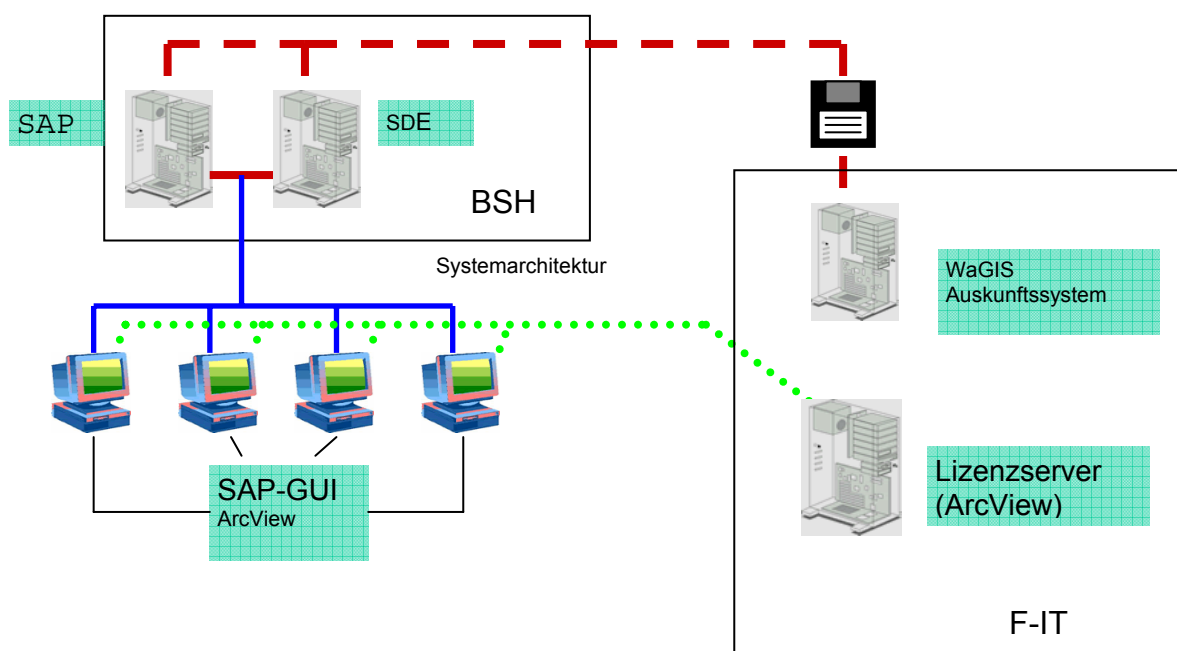 SAP
SDE
BSH
Systemarchitektur
WaGIS
Auskunftssystem
SAP-GUI
ArcView
Lizenzserver
(ArcView)
F-IT